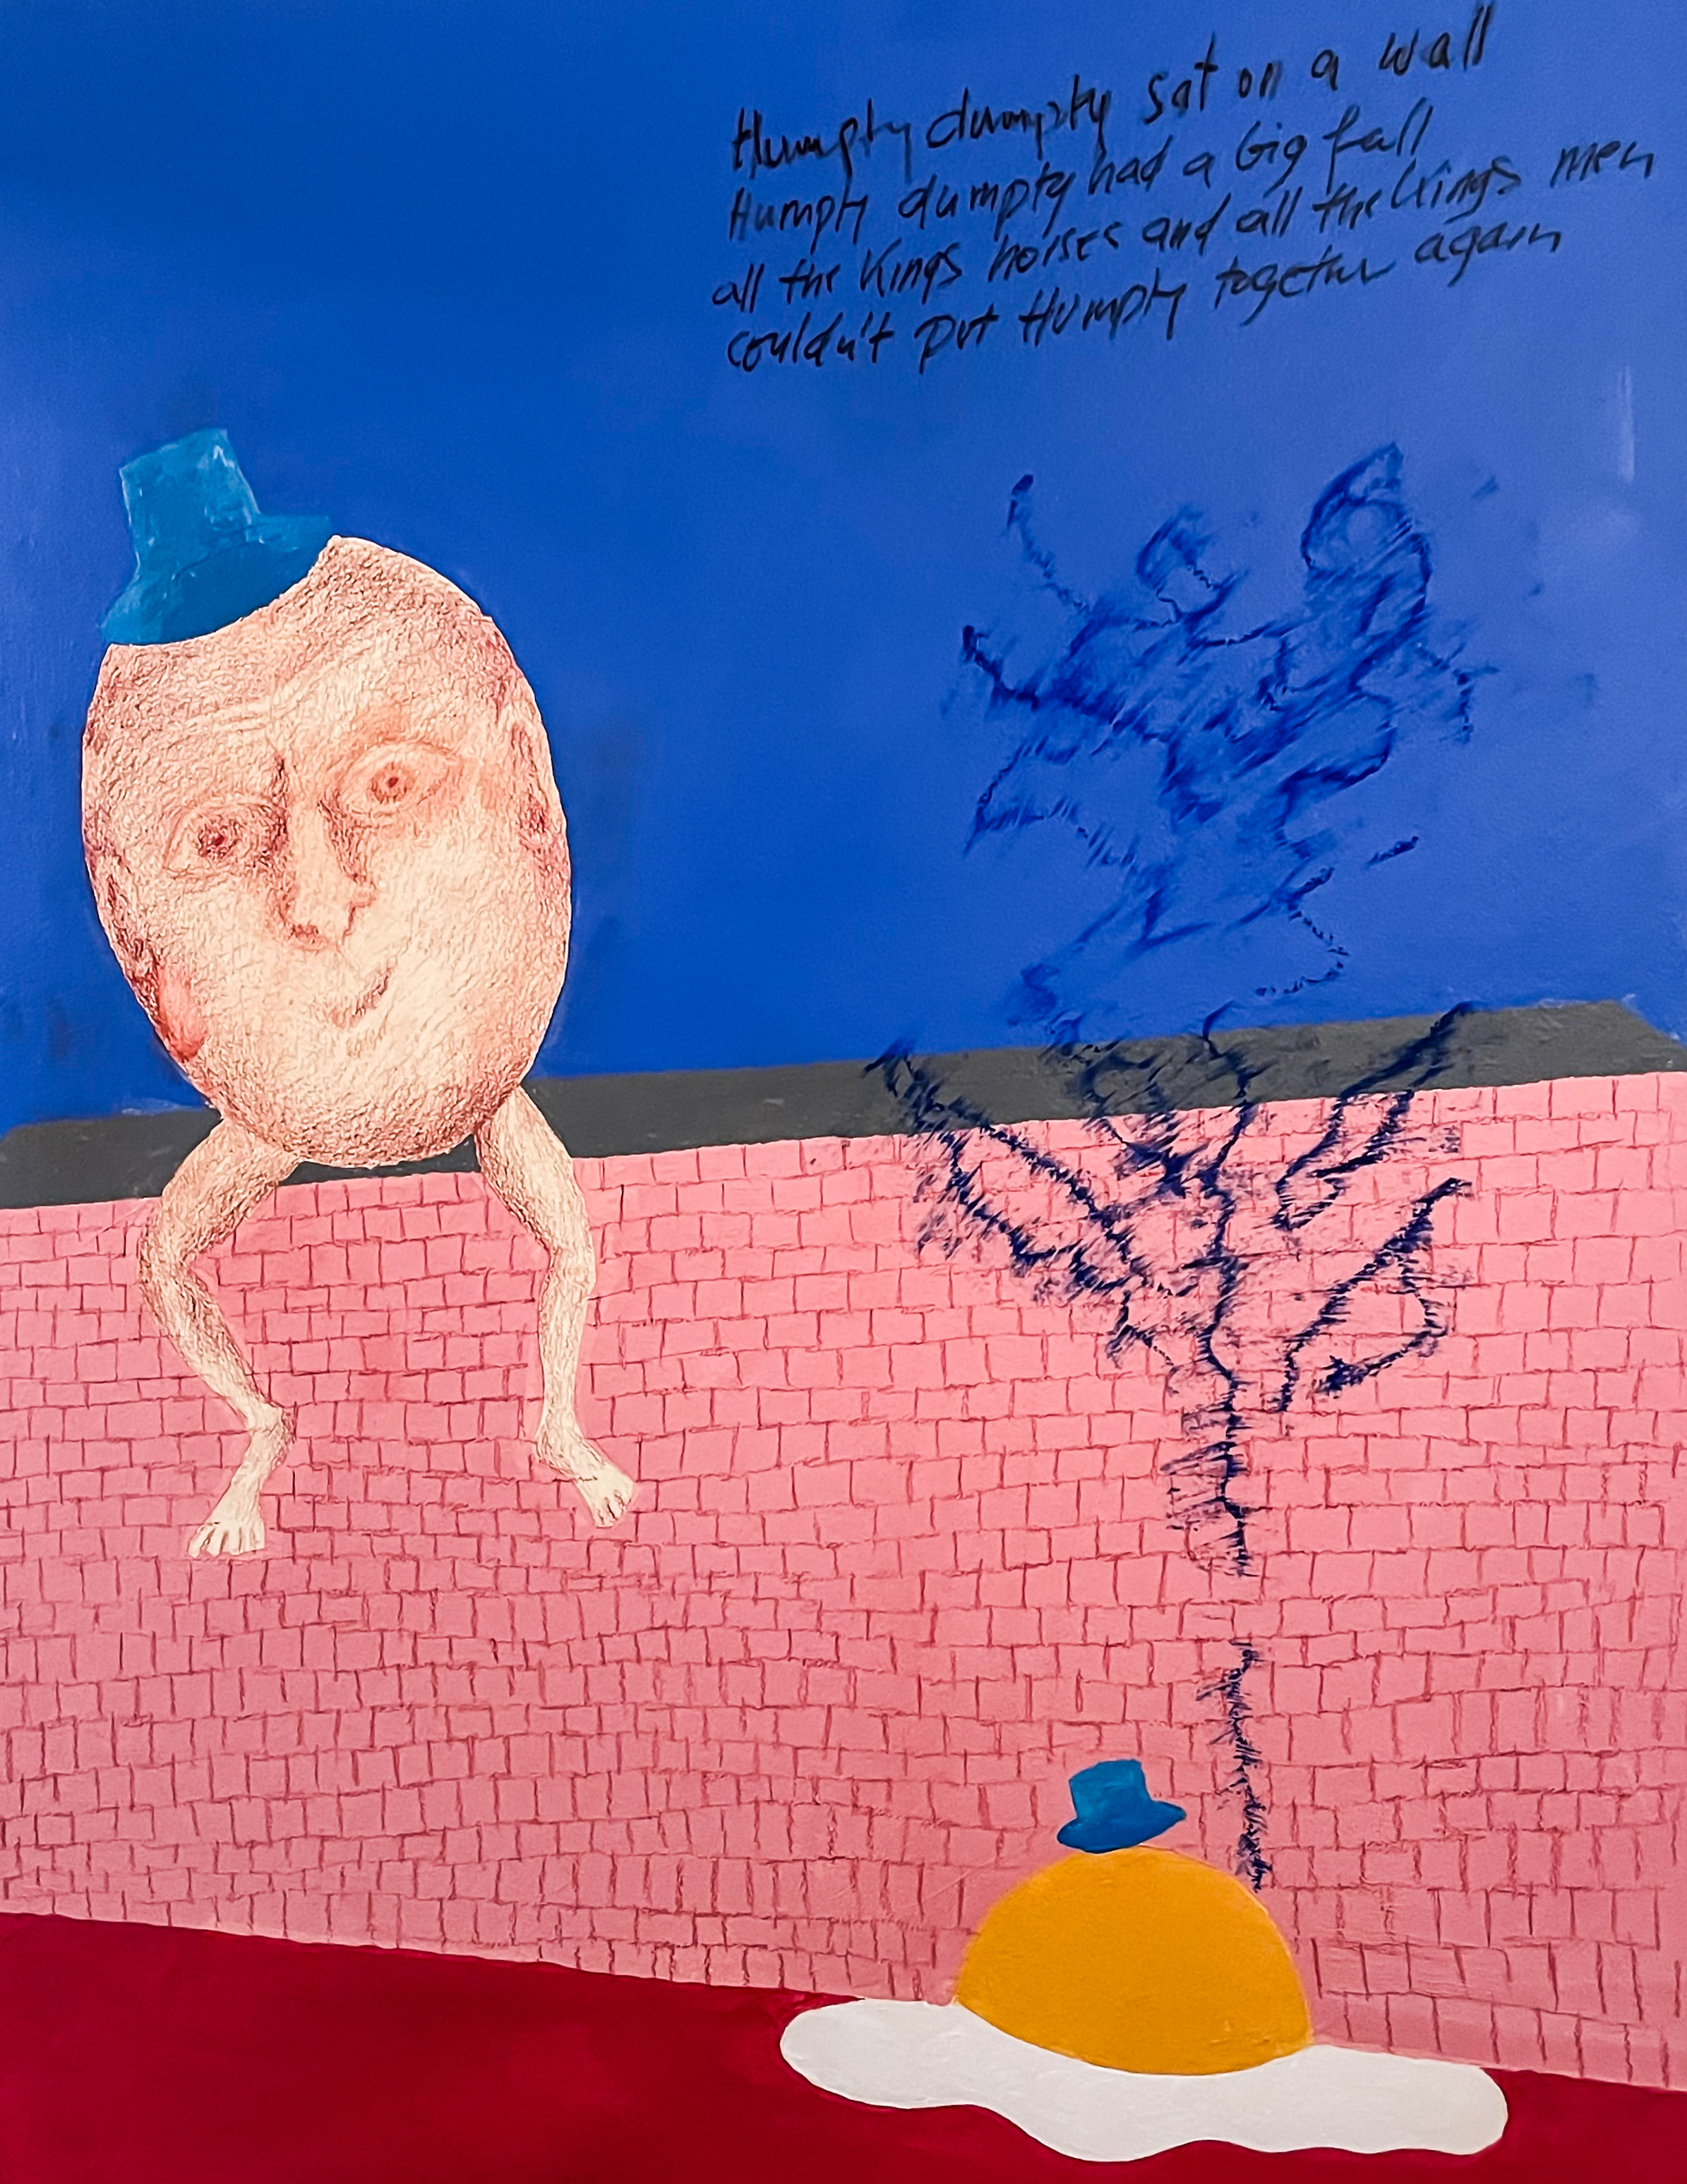 Humpty dumpty sat on a wall
Humpty dumpty had a big fall
all the Kings horses and all the Kings men
couldn't put Humpty together again